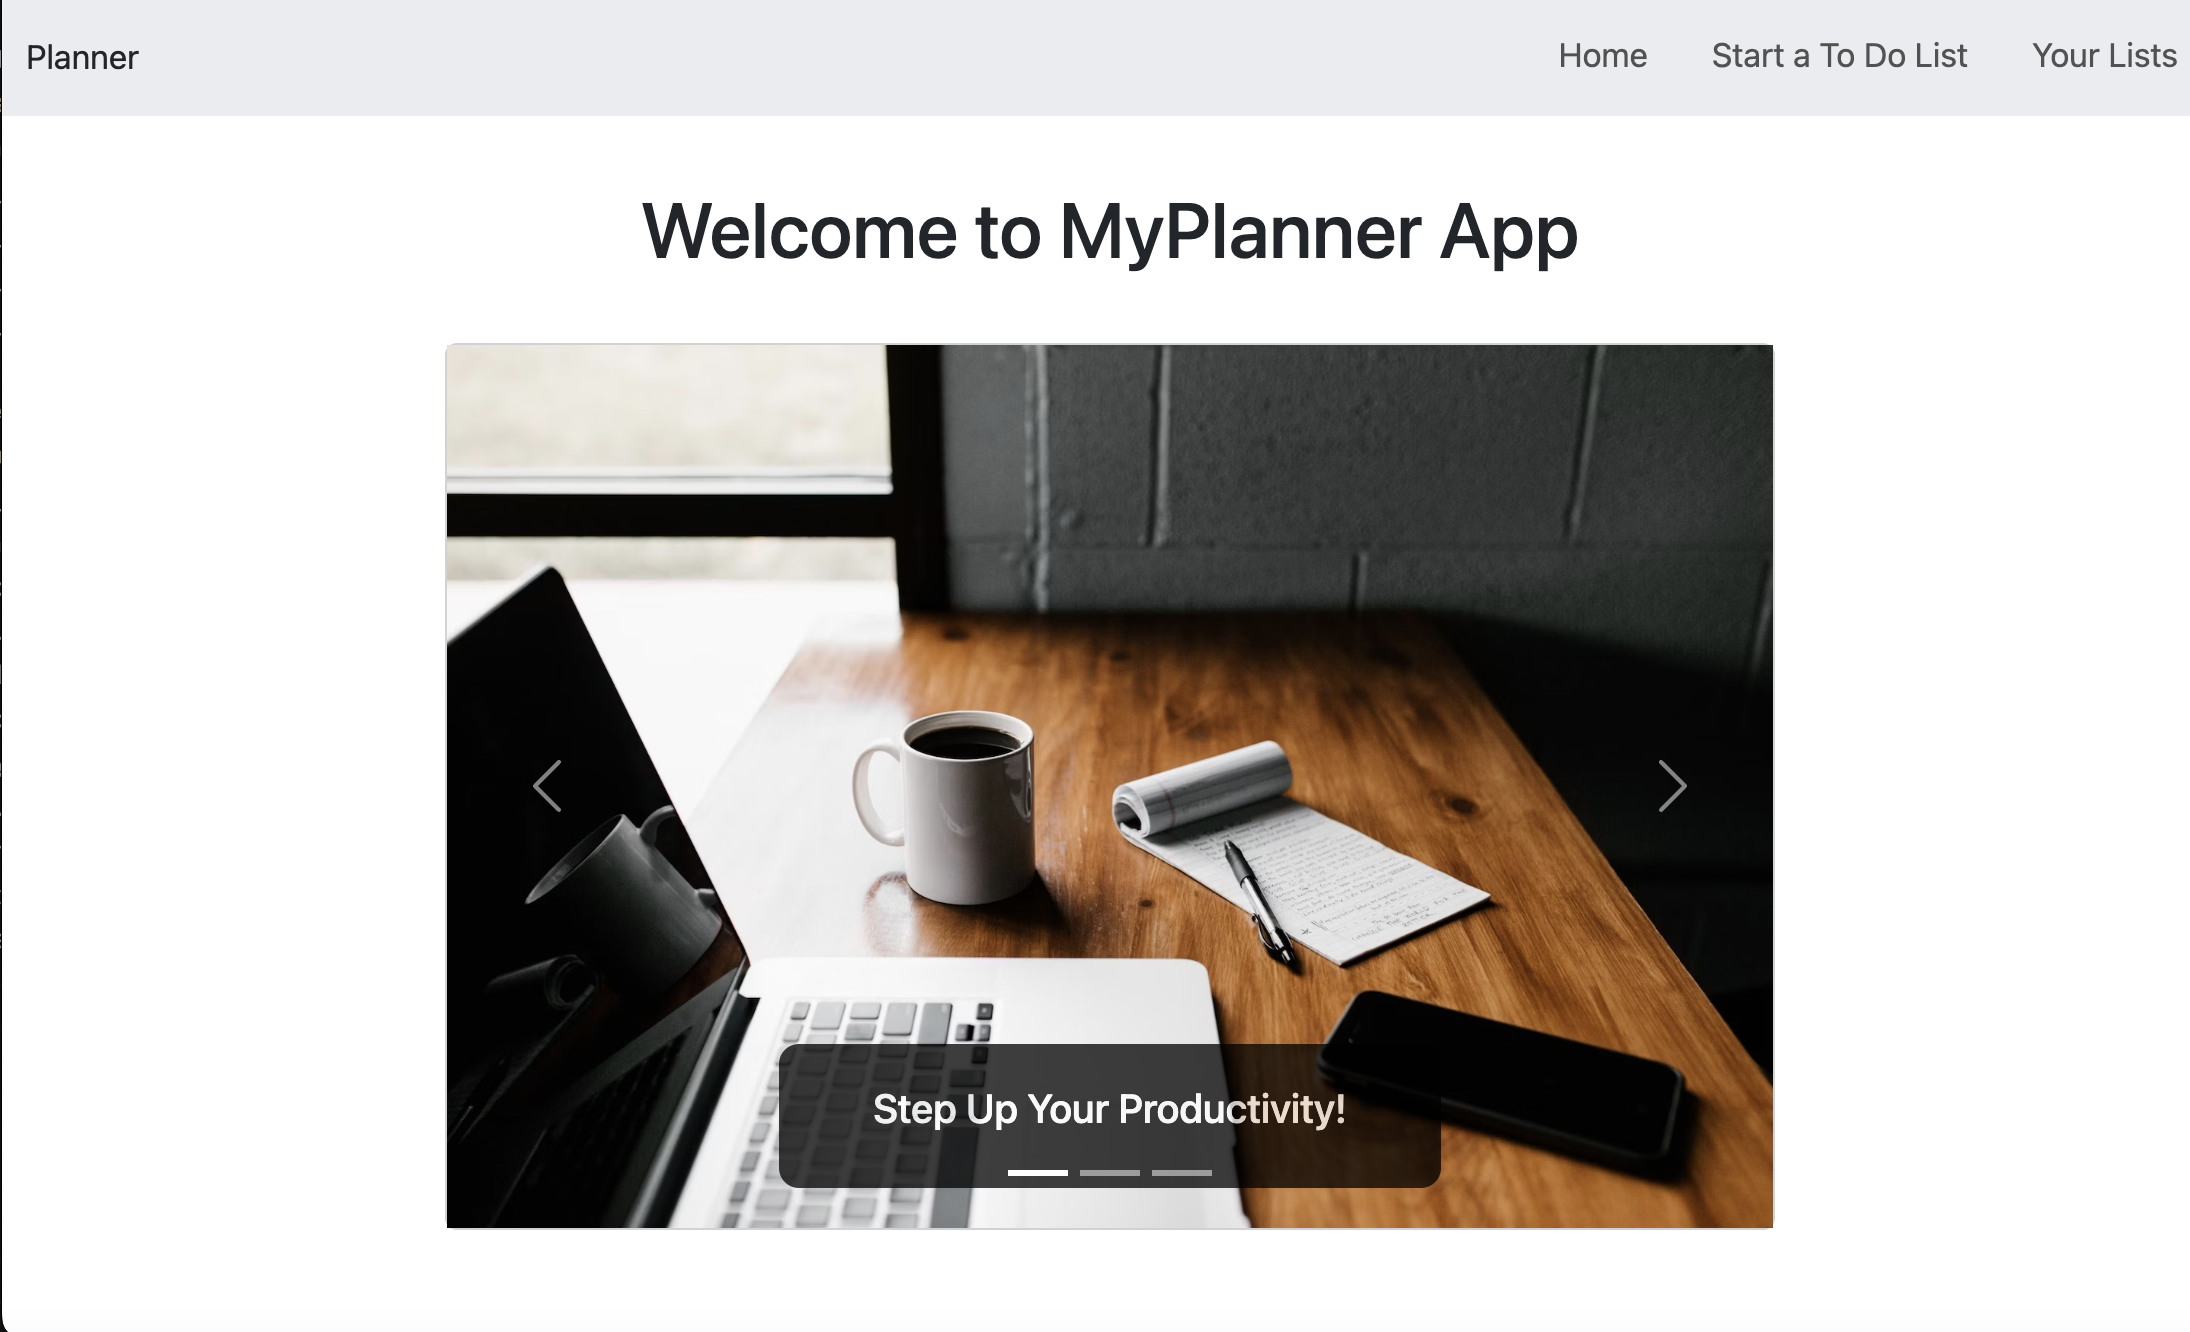 Planner
Home
Start a To Do List
Your Lists
Welcome to MyPlanner App
Step Up Your Productivity!